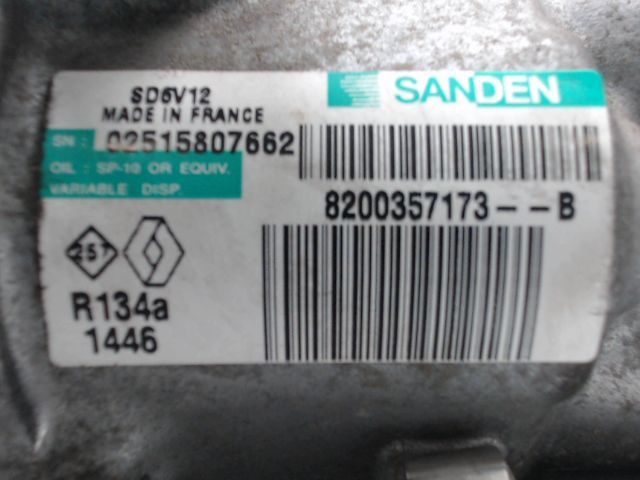 SD6V12
MADE IN FRANCE
SANDEN
SN : 02515807662
OIL : SP-10 OR EQUIV.
VARIABLE DISP.
8200357173--B
257
R134a
1446